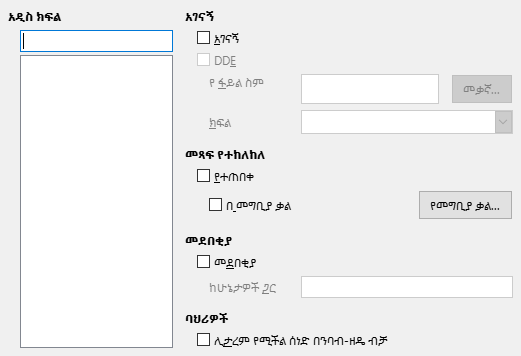 አዲስ ክፍል
አገናኝ
አገናኝ
DDE
የ ፋይል ስም
መቃኛ...
ክፍል
መጻፍ የተከለከለ
የተጠበቀ
በ መግቢያ ቃል
የመግቢያ ቃል...
መደበቂያ
መደበቂያ
ከሁኔታዎች ጋር
ባህሪዎች
ሊታረም የሚችል ሰነድ በንባብ-ዘዴ ብቻ